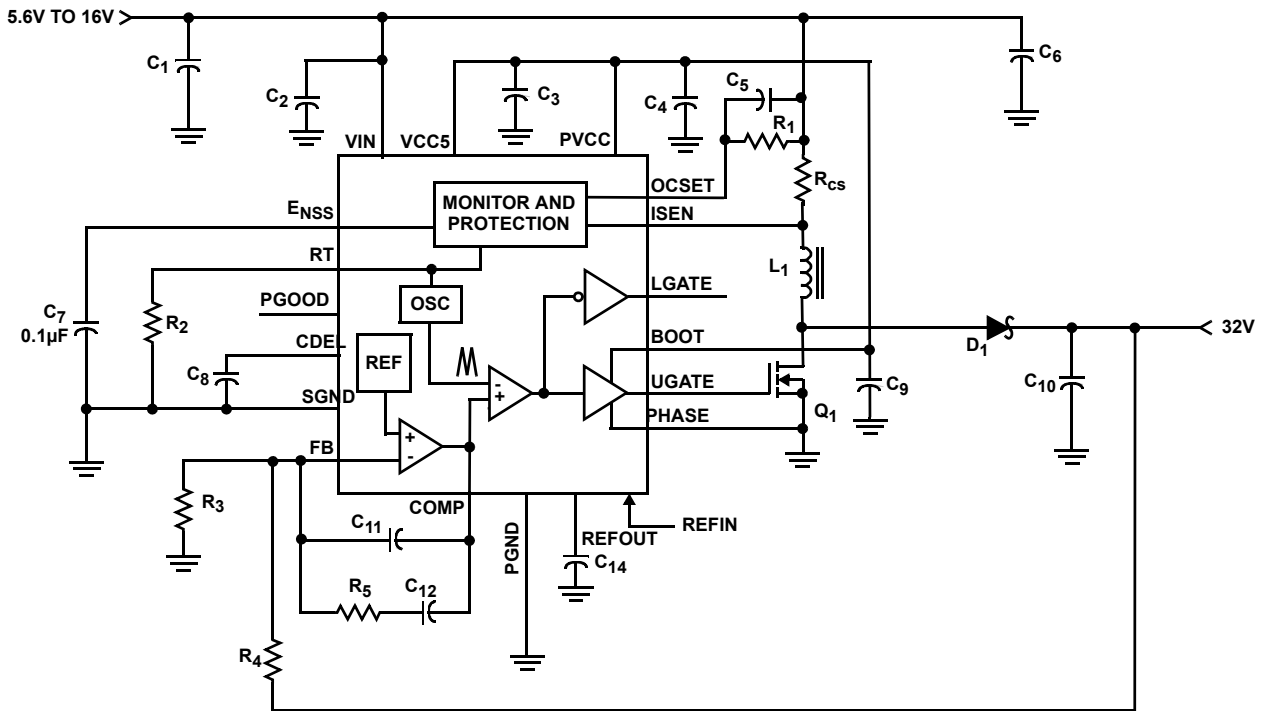 5.6V TO 16V
C1
C2
C3
C4
C5
C6
R1
VIN
VCC5
PVCC
RCS
OCSET
MONITOR AND
PROTECTION
ISEN
ENSS
RT
L1
LGATE
PGOOD
OSC
C7
0.1µF
R2
CDEL
BOOT
32V
D1
REF
C8
UGATE
C10
C9
SGND
Q1
PHASE
-
+
+
-
FB
COMP
R3
C11
REFIN
REFOUT
PGND
C14
R5
C12
R4